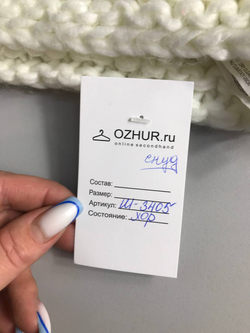 OZHUR.ru
online secondhand
снуд
Состав:
Размер:
Артикул: Ш-3405
Состояние: хор